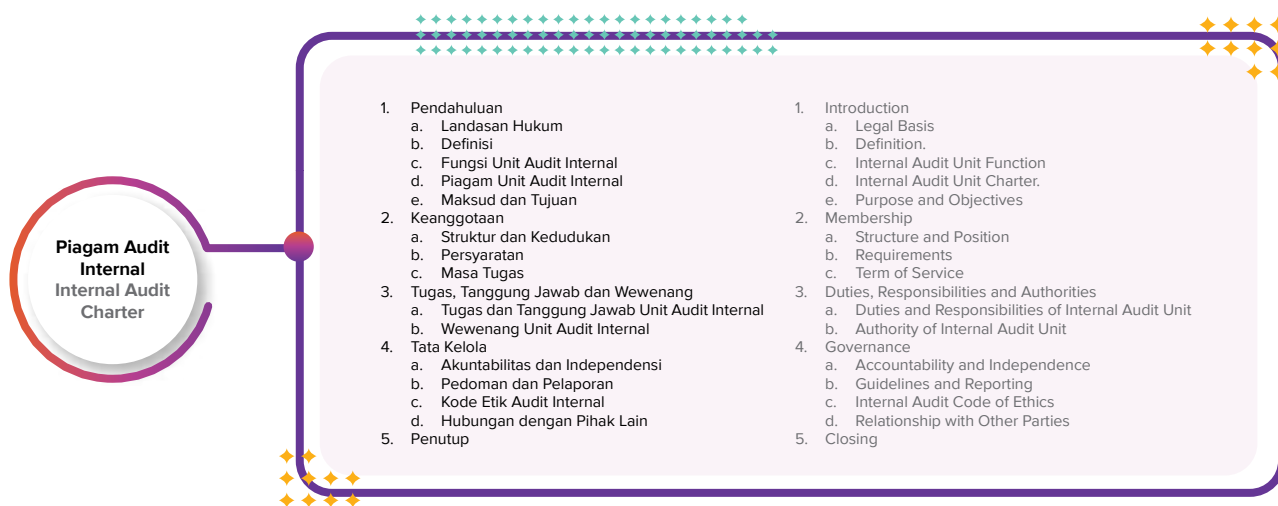 Piagam Audit
Internal
Internal Audit
Charter
1. Pendahuluan
a. Landasan Hukum
b. Definisi
c. Fungsi Unit Audit Internal
d. Piagam Unit Audit Internal
e. Maksud dan Tujuan
2. Keanggotaan
a. Struktur dan Kedudukan
b. Persyaratan
c. Masa Tugas
3. Tugas, Tanggung Jawab dan Wewenang
a. Tugas dan Tanggung Jawab Unit Audit Internal
b. Wewenang Unit Audit Internal
4. Tata Kelola
a. Akuntabilitas dan Independensi
b. Pedoman dan Pelaporan
c. Kode Etik Audit Internal
d. Hubungan dengan Pihak Lain
5. Penutup
1. Introduction
a. Legal Basis
b. Definition.
c. Internal Audit Unit Function
d. Internal Audit Unit Charter.
e. Purpose and Objectives
2. Membership
a. Structure and Position
b. Requirements
c. Term of Service
3. Duties, Responsibilities and Authorities
a. Duties and Responsibilities of Internal Audit Unit
b. Authority of Internal Audit Unit
4. Governance
a. Accountability and Independence
b. Guidelines and Reporting
c. Internal Audit Code of Ethics
d. Relationship with Other Parties
5. Closing